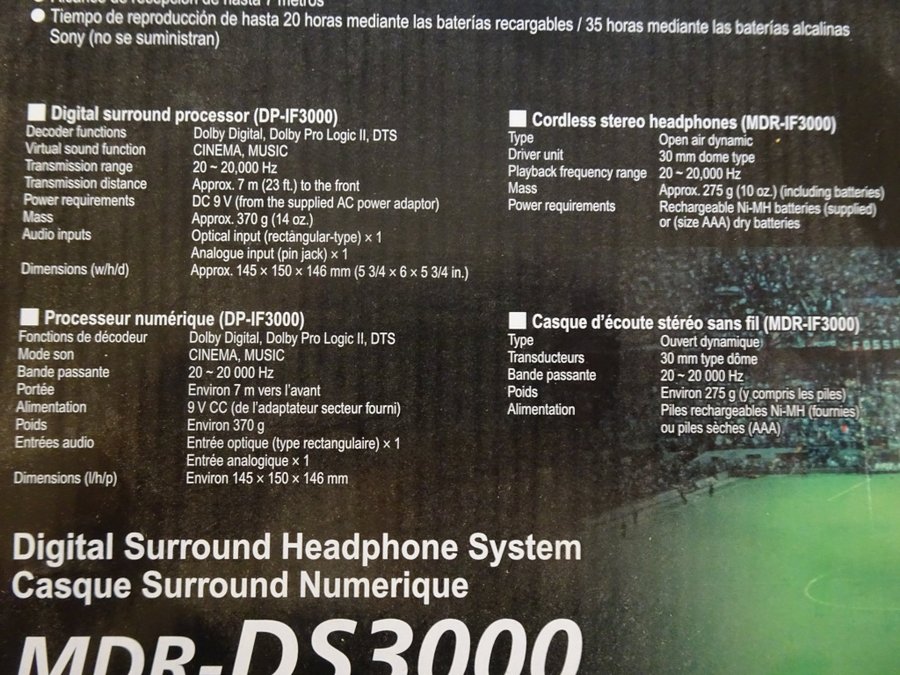 Alcance de recepción de hasta 7 metros
● Tiempo de reproducción de hasta 20 horas mediante las baterías recargables / 35 horas mediante las baterías alcalinas
Sony (no se suministran)
■ Digital surround processor (DP-IF3000)
Decoder functions Dolby Digital, Dolby Pro Logic II, DTS
Virtual sound function CINEMA, MUSIC
Transmission range 20 ~ 20,000 Hz
Transmission distance Approx. 7 m (23 ft.) to the front
Power requirements DC 9 V (from the supplied AC power adaptor)
Mass Approx. 370 g (14 oz.)
Audio inputs Optical input (rectangular-type) × 1
Analogue input (pin jack) × 1
Dimensions (w/h/d) Approx. 145 × 150 × 146 mm (5 3/4 × 6 × 5 3/4 in.)
■ Cordless stereo headphones (MDR-IF3000)
Type Open air dynamic
Driver unit 30 mm dome type
Playback frequency range 20 ~ 20,000 Hz
Mass Approx. 275 g (10 oz.) (including batteries)
Power requirements Rechargeable Ni-MH batteries (supplied)
or (size AAA) dry batteries
■ Processeur numérique (DP-IF3000)
Fonctions de décodeur Dolby Digital, Dolby Pro Logic II, DTS
Mode son CINEMA, MUSIC
Bande passante 20 ~ 20 000 Hz
Portée Environ 7 m vers l'avant
Alimentation 9 V CC (de l'adaptateur secteur fourni)
Poids Environ 370 g
Entrées audio Entrée optique (type rectangulaire) × 1
Entrée analogique × 1
Dimensions (l/h/p) Environ 145 × 150 × 146 mm
■ Casque d'écoute stéréo sans fil (MDR-IF3000)
Type Ouvert dynamique
Transducteurs 30 mm type dôme
Bande passante 20 ~ 20 000 Hz
Poids Environ 275 g (y compris les piles)
Alimentation Piles rechargeables Ni-MH (fournies)
ou piles sèches (AAA)
Digital Surround Headphone System
Casque Surround Numerique
MDR-DS3000